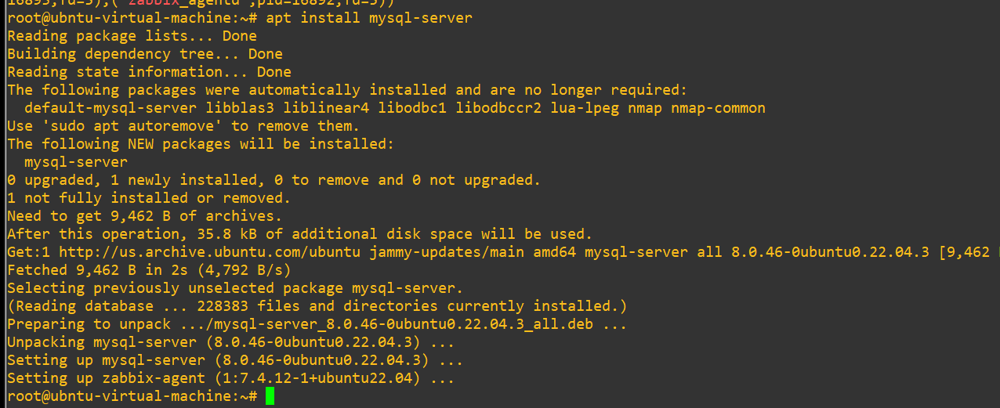 16893,fd=5),("zabbix_agentd",pid=16892,fd=5))
root@ubntu-virtual-machine:~# apt install mysql-server
Reading package lists... Done
Building dependency tree... Done
Reading state information... Done
The following packages were automatically installed and are no longer required:
  default-mysql-server libblas3 liblinear4 libodbc1 libodbccr2 lua-lpeg nmap nmap-common
Use 'sudo apt autoremove' to remove them.
The following NEW packages will be installed:
  mysql-server
0 upgraded, 1 newly installed, 0 to remove and 0 not upgraded.
1 not fully installed or removed.
Need to get 9,462 B of archives.
After this operation, 35.8 kB of additional disk space will be used.
Get:1 http://us.archive.ubuntu.com/ubuntu jammy-updates/main amd64 mysql-server all 8.0.46-0ubuntu0.22.04.3 [9,462
Fetched 9,462 B in 2s (4,792 B/s)
Selecting previously unselected package mysql-server.
(Reading database ... 228383 files and directories currently installed.)
Preparing to unpack .../mysql-server_8.0.46-0ubuntu0.22.04.3_all.deb ...
Unpacking mysql-server (8.0.46-0ubuntu0.22.04.3) ...
Setting up mysql-server (8.0.46-0ubuntu0.22.04.3) ...
Setting up zabbix-agent (1:7.4.12-1+ubuntu22.04) ...
root@ubntu-virtual-machine:~#